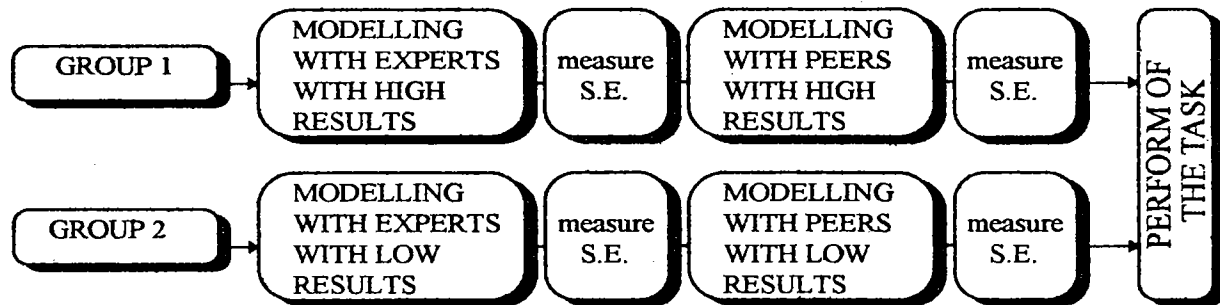 GROUP 1
MODELLING
WITH EXPERTS
WITH HIGH
RESULTS
measure
S.E.
MODELLING
WITH PEERS
WITH HIGH
RESULTS
measure
S.E.
GROUP 2
MODELLING
WITH EXPERTS
WITH LOW
RESULTS
measure
S.E.
MODELLING
WITH PEERS
WITH LOW
RESULTS
measure
S.E.
PERFORM OF
THE TASK